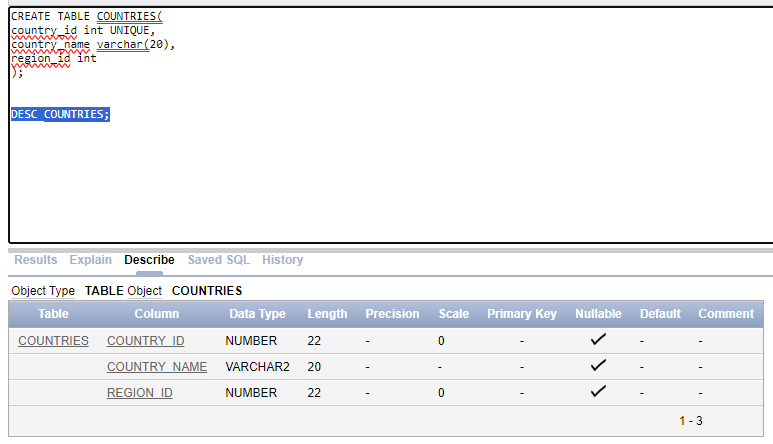 CREATE TABLE COUNTRIES(
country_id int UNIQUE,
country_name varchar(20),
region_id int
);
DESC COUNTRIES;
Results Explain Describe Saved SQL History
Object Type TABLE Object COUNTRIES
Table Column Data Type Length Precision Scale Primary Key Nullable Default Comment
COUNTRIES COUNTRY_ID NUMBER 22 - 0 - ✓ - -
COUNTRY_NAME VARCHAR2 20 - - - ✓ - -
REGION_ID NUMBER 22 - 0 - ✓ - -
1 - 3